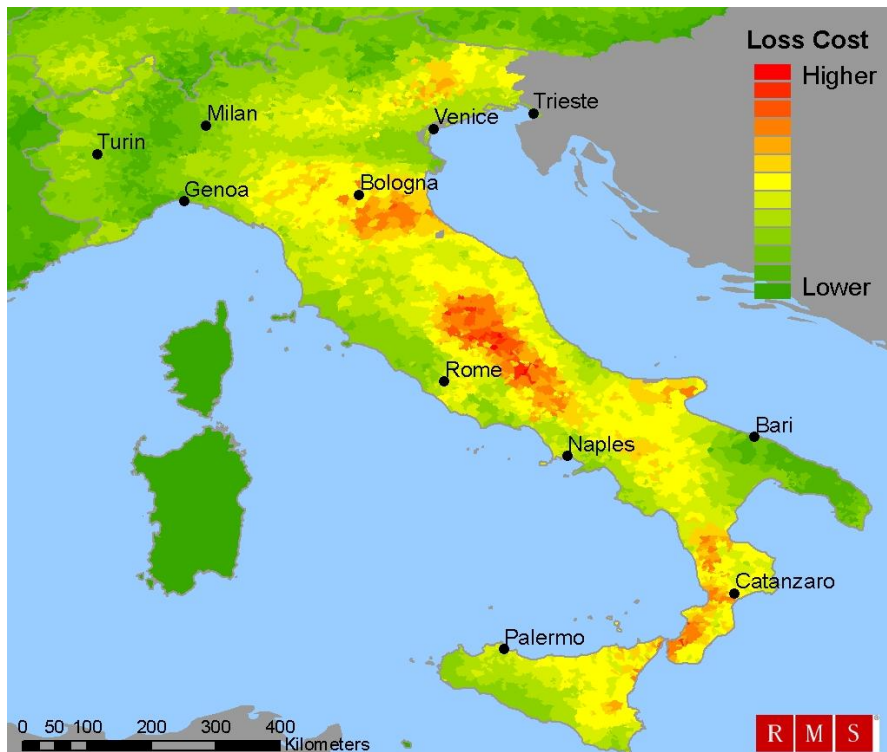 Loss Cost
Higher
Lower
Milan
Turin
Venice
Trieste
Genoa
Bologna
Rome
Naples
Bari
Catanzaro
Palermo
0 50 100 200 300 400
Kilometers
R M S